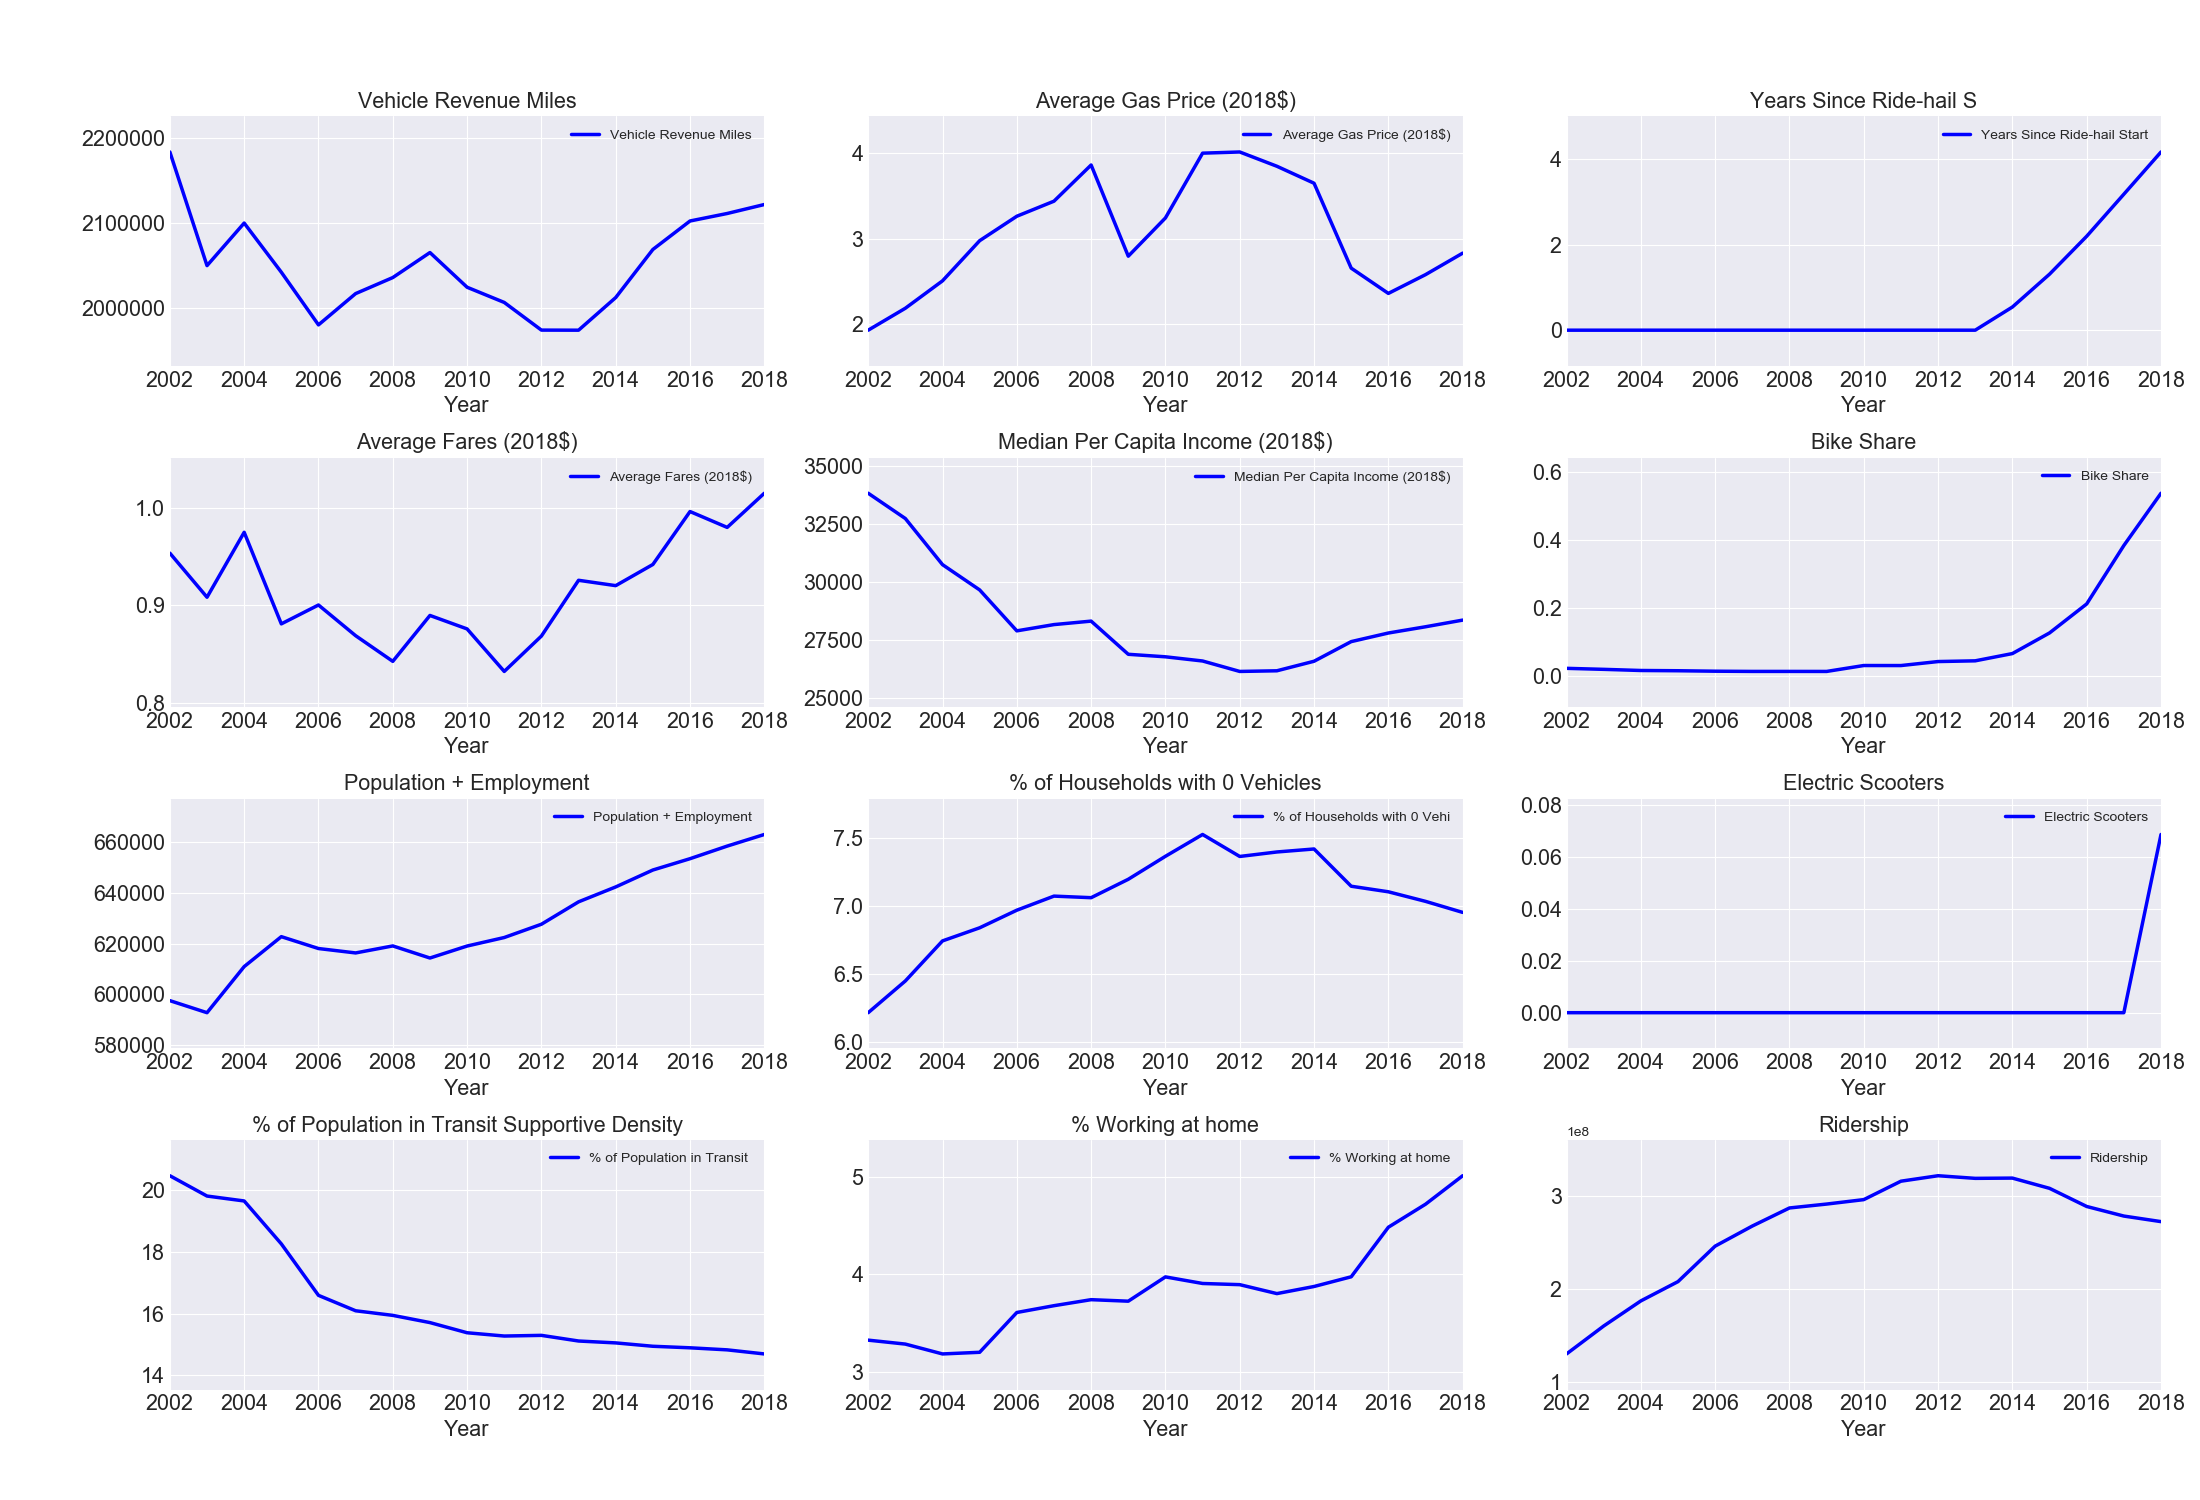 Vehicle Revenue Miles
Vehicle Revenue Miles
2200000
2100000
2000000
2002 2004 2006 2008 2010 2012 2014 2016 2018
Year
Average Gas Price (2018$)
Average Gas Price (2018$)
4
3
2
2002 2004 2006 2008 2010 2012 2014 2016 2018
Year
Years Since Ride-hail S
Years Since Ride-hail Start
4
2
0
2002 2004 2006 2008 2010 2012 2014 2016 2018
Year
Average Fares (2018$)
Average Fares (2018$)
1.0
0.9
0.8
2002 2004 2006 2008 2010 2012 2014 2016 2018
Year
Median Per Capita Income (2018$)
Median Per Capita Income (2018$)
35000
32500
30000
27500
25000
2002 2004 2006 2008 2010 2012 2014 2016 2018
Year
Bike Share
Bike Share
0.6
0.4
0.2
0.0
2002 2004 2006 2008 2010 2012 2014 2016 2018
Year
Population + Employment
Population + Employment
660000
640000
620000
600000
580000
2002 2004 2006 2008 2010 2012 2014 2016 2018
Year
% of Households with 0 Vehicles
% of Households with 0 Vehi
7.5
7.0
6.5
6.0
2002 2004 2006 2008 2010 2012 2014 2016 2018
Year
Electric Scooters
Electric Scooters
0.08
0.06
0.04
0.02
0.00
2002 2004 2006 2008 2010 2012 2014 2016 2018
Year
% of Population in Transit Supportive Density
% of Population in Transit
20
18
16
14
2002 2004 2006 2008 2010 2012 2014 2016 2018
Year
% Working at home
% Working at home
5
4
3
2002 2004 2006 2008 2010 2012 2014 2016 2018
Year
Ridership
1e8
Ridership
3
2
1
2002 2004 2006 2008 2010 2012 2014 2016 2018
Year